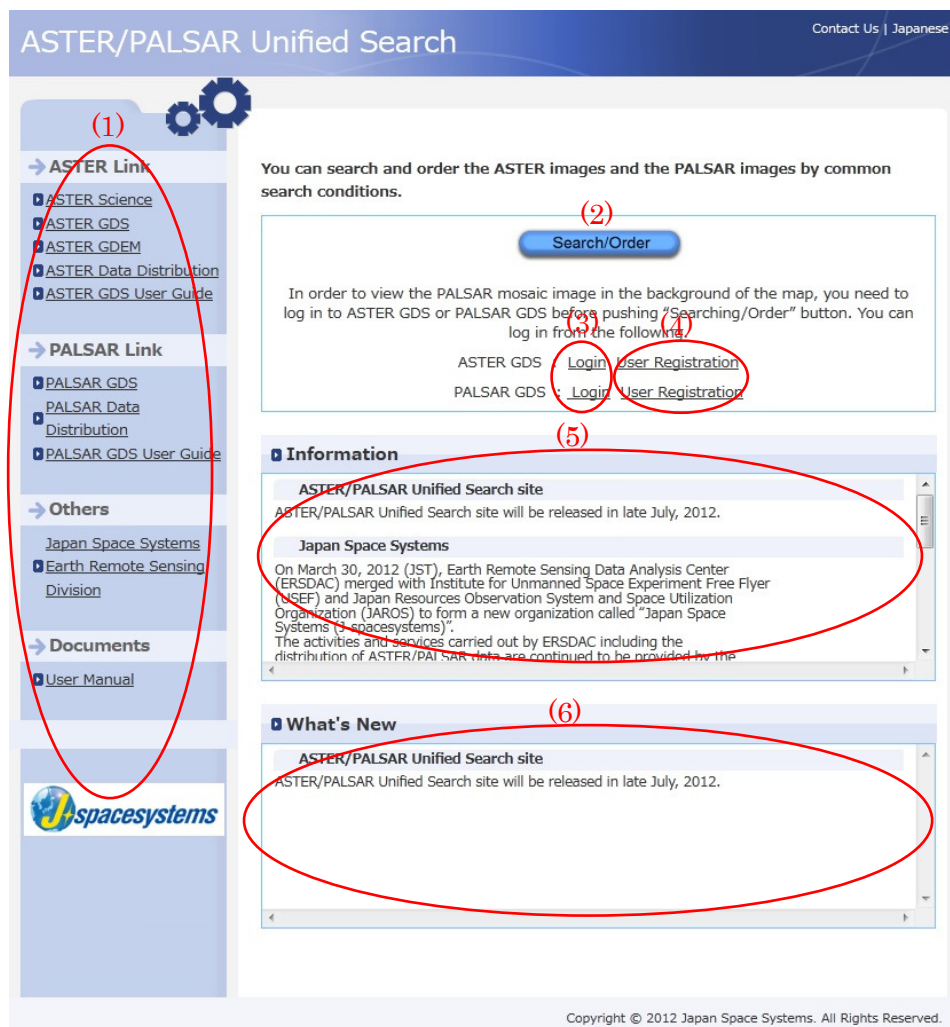 ASTER/PALSAR Unified Search
Contact Us | Japanese
(1)
ASTER Link
ASTER Science
ASTER GDS
ASTER GDEM
ASTER Data Distribution
ASTER GDS User Guide
PALSAR Link
PALSAR GDS
PALSAR Data
Distribution
PALSAR GDS User Guide
Others
Japan Space Systems
Earth Remote Sensing
Division
Documents
User Manual
J-spacesystems
You can search and order the ASTER images and the PALSAR images by common
search conditions.
(2)
Search/Order
In order to view the PALSAR mosaic image in the background of the map, you need to
log in to ASTER GDS or PALSAR GDS before pushing "Searching/Order" button. You can
log in from the following.
(3) (4)
ASTER GDS : Login User Registration
PALSAR GDS : Login User Registration
(5)
Information
ASTER/PALSAR Unified Search site
ASTER/PALSAR Unified Search site will be released in late July, 2012.
Japan Space Systems
On March 30, 2012 (JST), Earth Remote Sensing Data Analysis Center
(ERSDAC) merged with Institute for Unmanned Space Experiment Free Flyer
(USEF) and Japan Resources Observation System and Space Utilization
Organization (JAROS) to form a new organization called "Japan Space
Systems (J-spacesystems)".
The activities and services carried out by ERSDAC including the
distribution of ASTER/PALSAR data are continued to be provided by the
(6)
What's New
ASTER/PALSAR Unified Search site
ASTER/PALSAR Unified Search site will be released in late July, 2012.
Copyright © 2012 Japan Space Systems. All Rights Reserved.